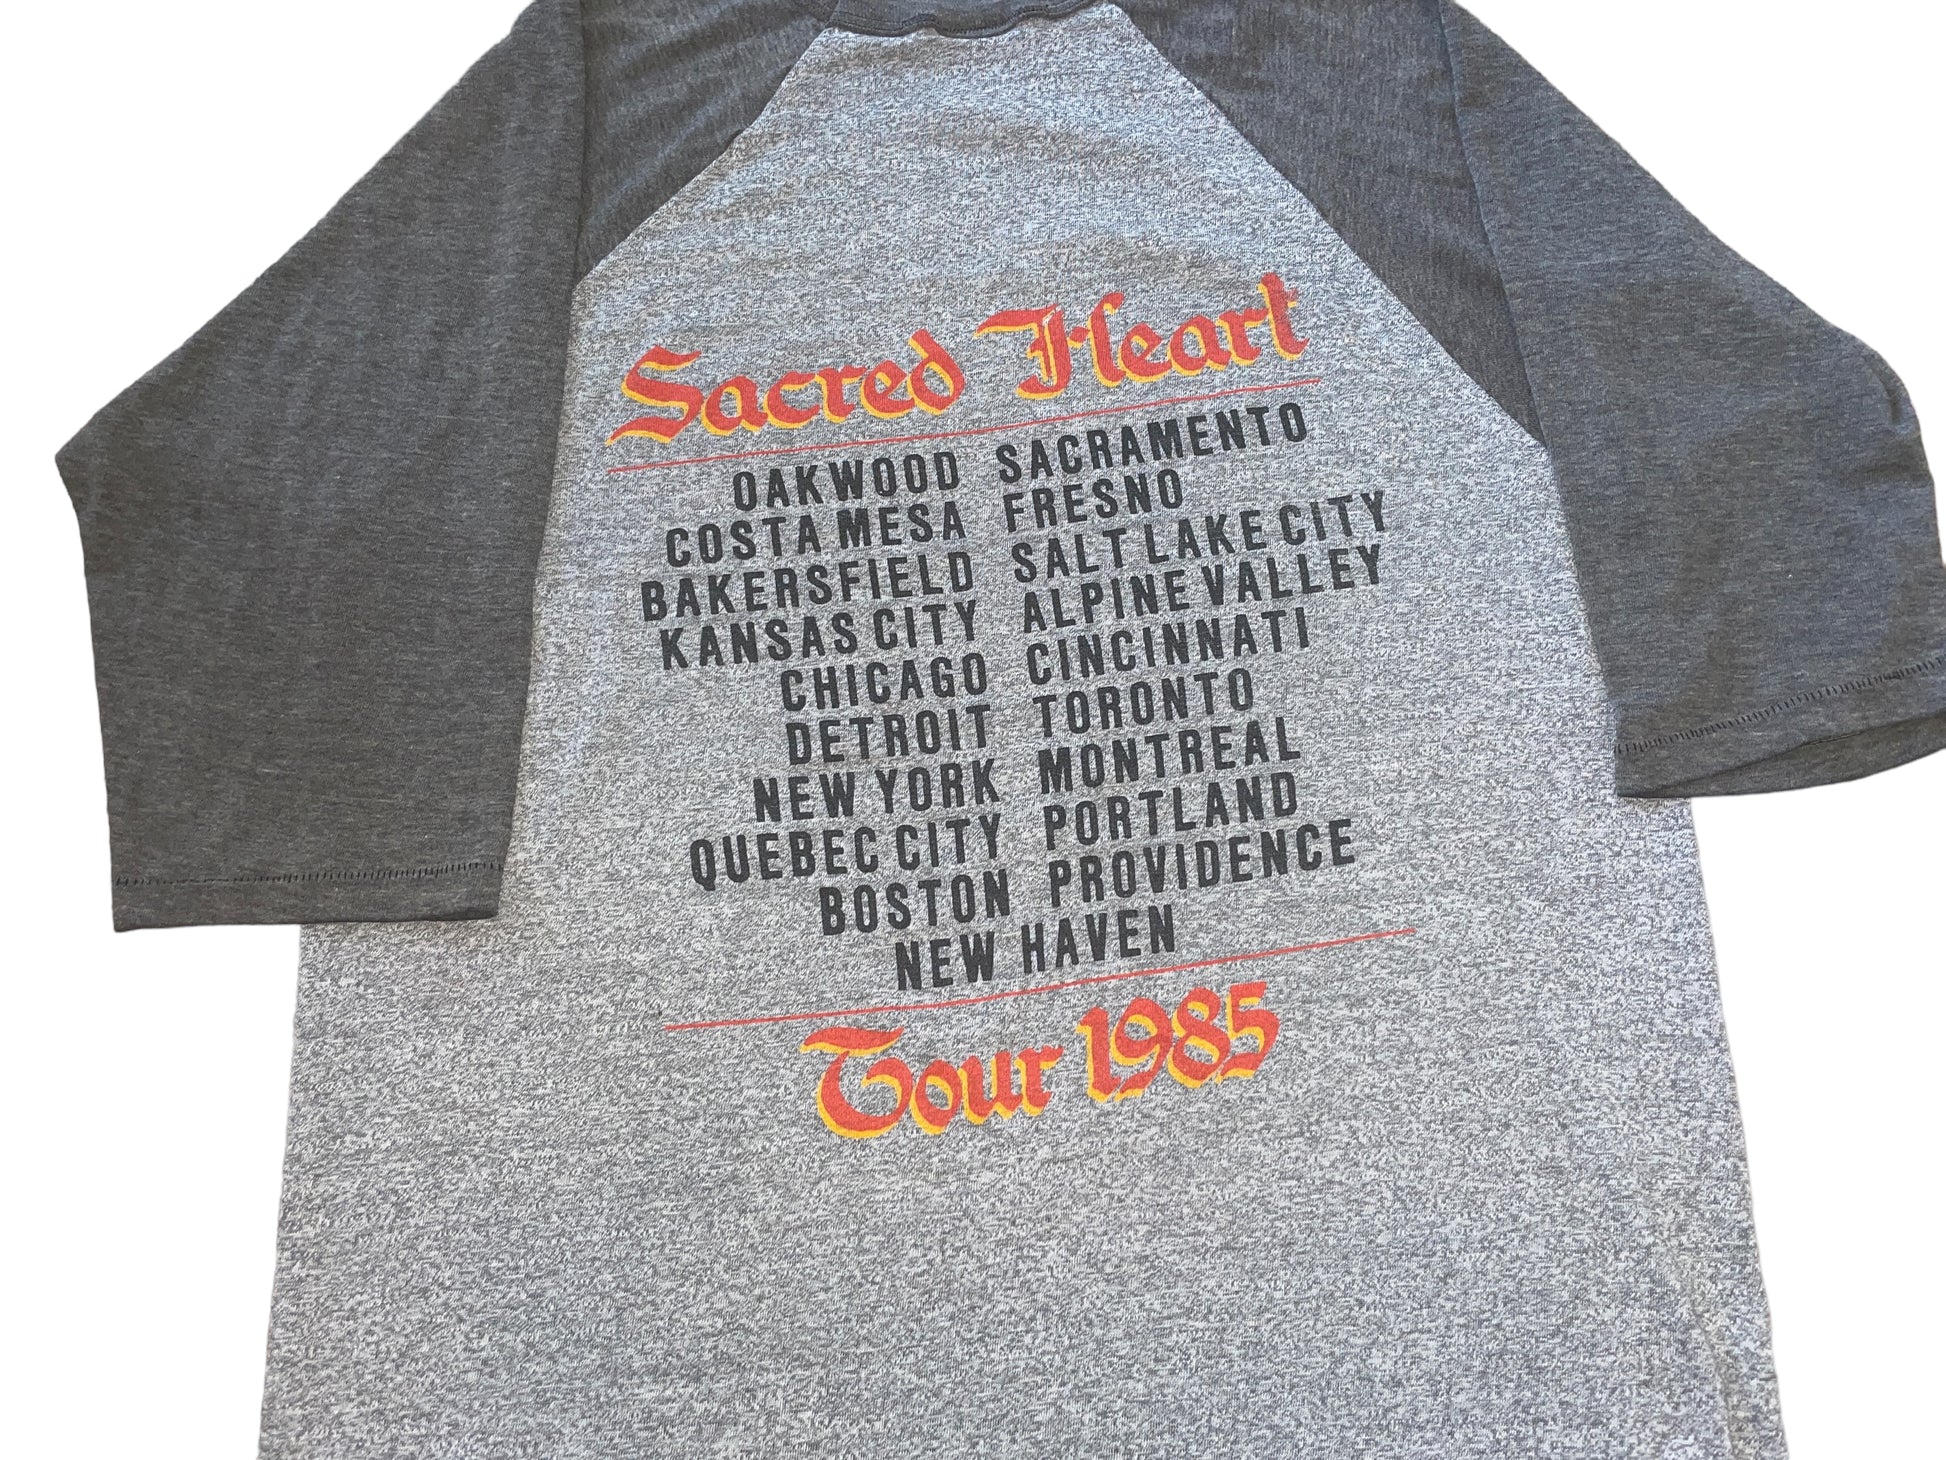 Sacred Heart
OAKWOOD SACRAMENTO
COSTA MESA FRESNO
BAKERSFIELD SALT LAKE CITY
KANSAS CITY ALPINE VALLEY
CHICAGO CINCINNATI
DETROIT TORONTO
NEW YORK MONTREAL
QUEBEC CITY PORTLAND
BOSTON PROVIDENCE
NEW HAVEN
Tour 1985